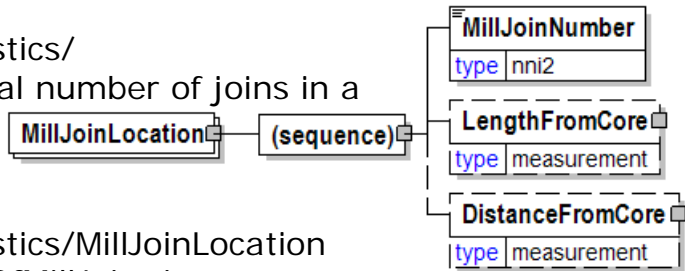 stics/
al number of joins in a
stics/MillJoinLocation
MillJoinLocation
(sequence)
MillJoinNumber
type nni2
LengthFromCore
type measurement
DistanceFromCore
type measurement